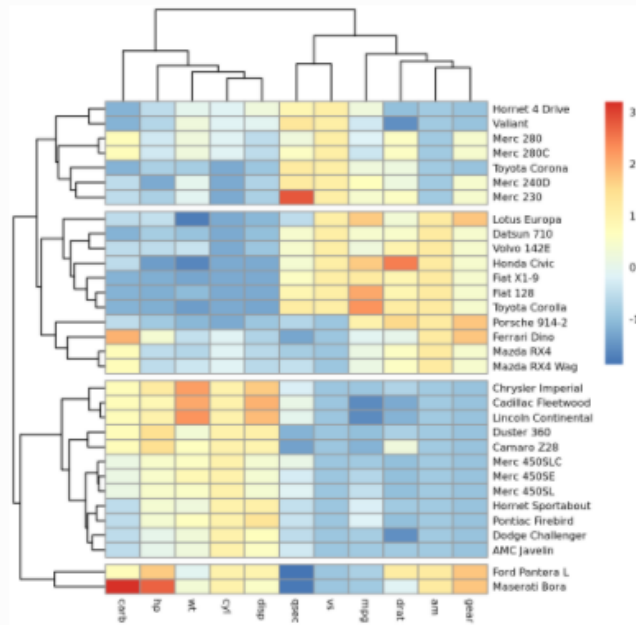 Hornet 4 Drive
Valiant
Merc 280
Merc 280C
Toyota Corona
Merc 240D
Merc 230
Lotus Europa
Datsun 710
Volvo 142E
Honda Civic
Fiat X1-9
Fiat 128
Toyota Corolla
Porsche 914-2
Ferrari Dino
Mazda RX4
Mazda RX4 Wag
Chrysler Imperial
Cadillac Fleetwood
Lincoln Continental
Duster 360
Camaro Z28
Merc 450SLC
Merc 450SE
Merc 450SL
Hornet Sportabout
Pontiac Firebird
Dodge Challenger
AMC Javelin
Ford Pantera L
Maserati Bora
carb
hp
wt
cyl
disp
qsec
vs
mpg
drat
am
gear
3
2
1
0
-1